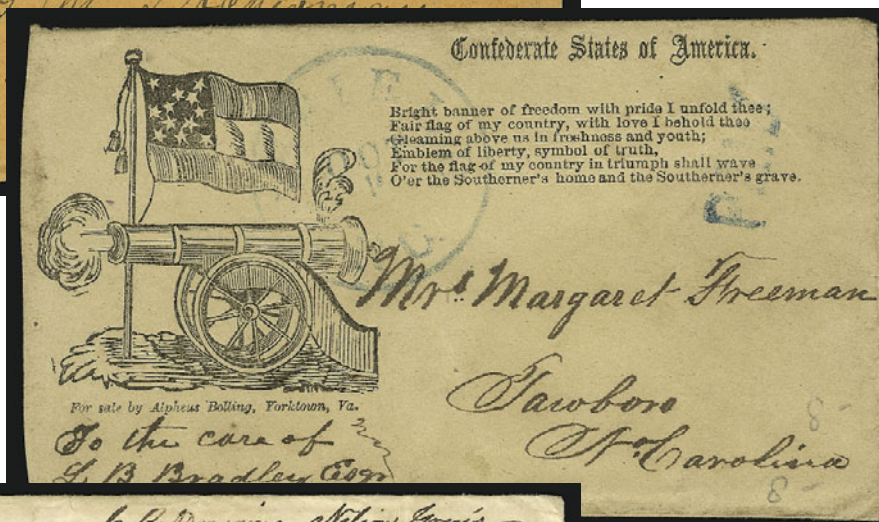 Confederate States of America.
Bright banner of freedom with pride I unfold thee;
Fair flag of my country, with love I behold thee
Gleaming above us in freshness and youth;
Emblem of liberty, symbol of truth,
For the flag of my country in triumph shall wave
O'er the Southerner's home and the Southerner's grave.
Mrs Margaret Freeman
Tawboro
No Carolina
For sale by Alpheus Bolling, Yorktown, Va.
To the care of
L B Bradley Esqr